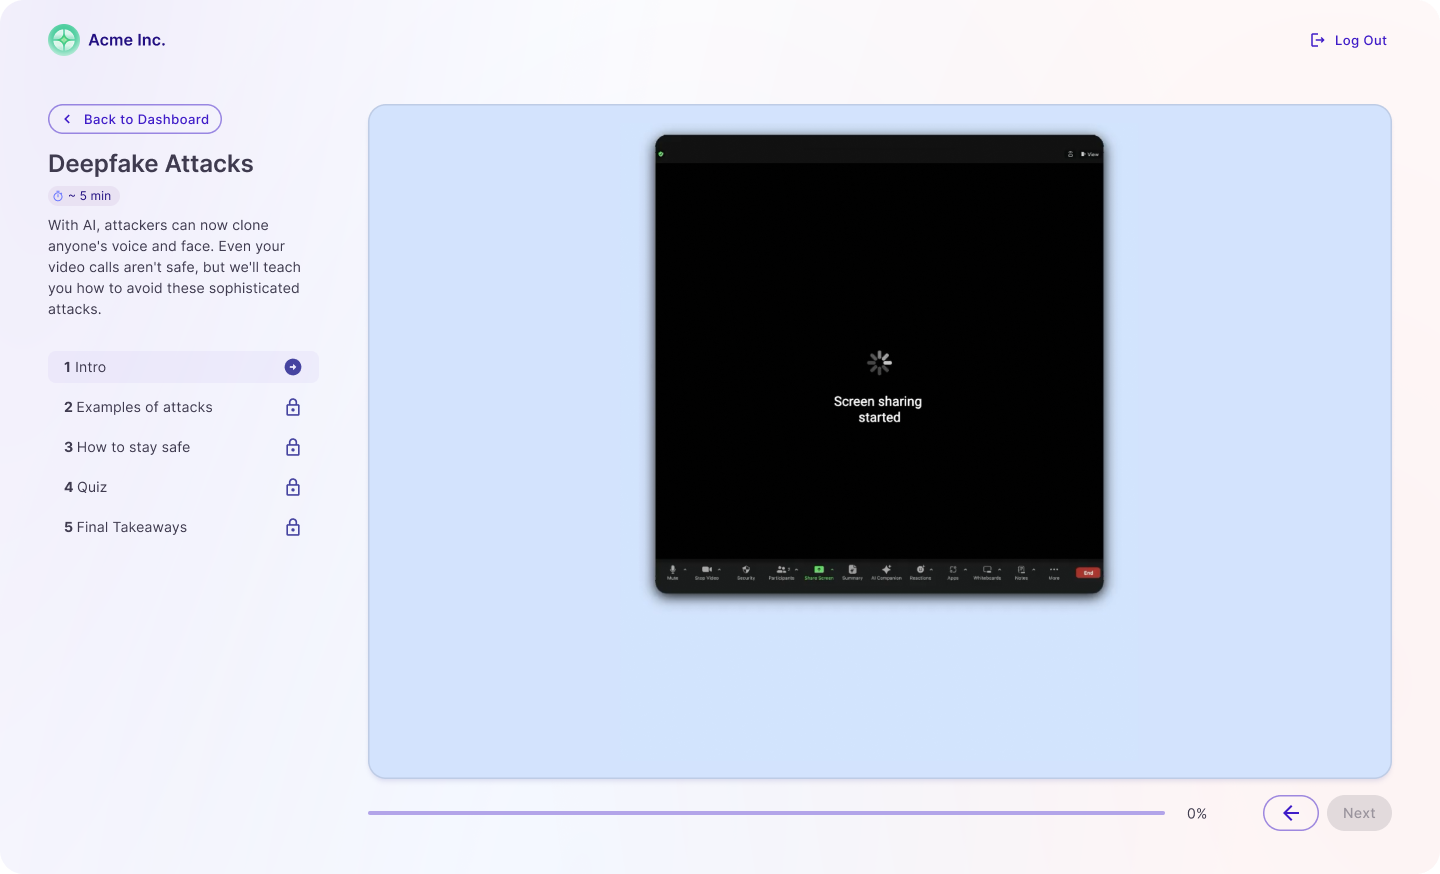 Acme Inc.
Log Out
Back to Dashboard
Deepfake Attacks
~ 5 min
With AI, attackers can now clone
anyone's voice and face. Even your
video calls aren't safe, but we'll teach
you how to avoid these sophisticated
attacks.
1 Intro
2 Examples of attacks
3 How to stay safe
4 Quiz
5 Final Takeaways
View
Screen sharing
started
Mute Stop Video Security Participants Share Screen Summary AI Companion Reactions Apps Whiteboards Notes More End
0%
Next